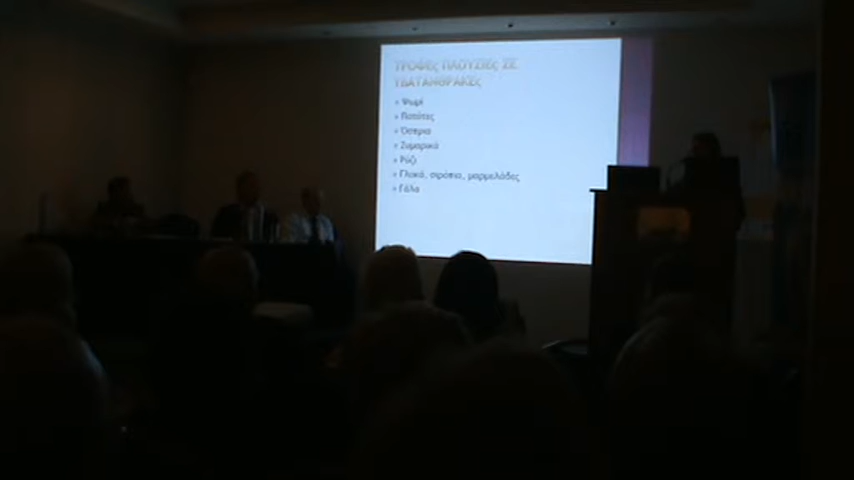 ΤΡΟΦΕς ΠΛΟΥΣΙΕς ΣΕ
ΥΔΑΤΑΝΘΡΑΚΕς
Ψωμί
Πατάτες
Όσπρια
Ζυμαρικά
Ρύζι
Γλυκά, σιρόπια, μαρμελάδες
Γάλα